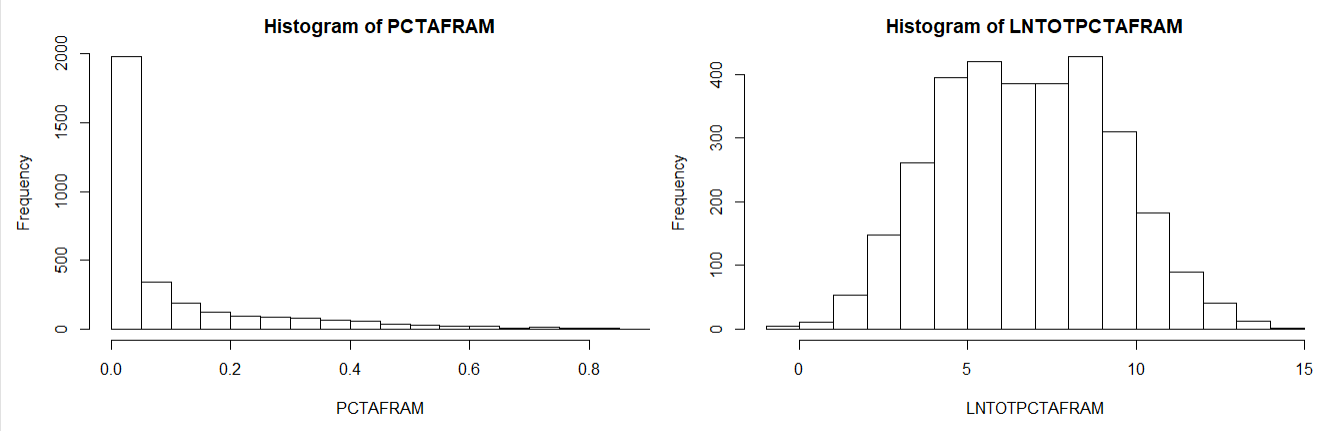 Histogram of PCTAFRAM
Frequency
0 500 1000 1500 2000
0.0 0.2 0.4 0.6 0.8
PCTAFRAM
Histogram of LNTOTPCTAFRAM
Frequency
0 100 200 300 400
0 5 10 15
LNTOTPCTAFRAM